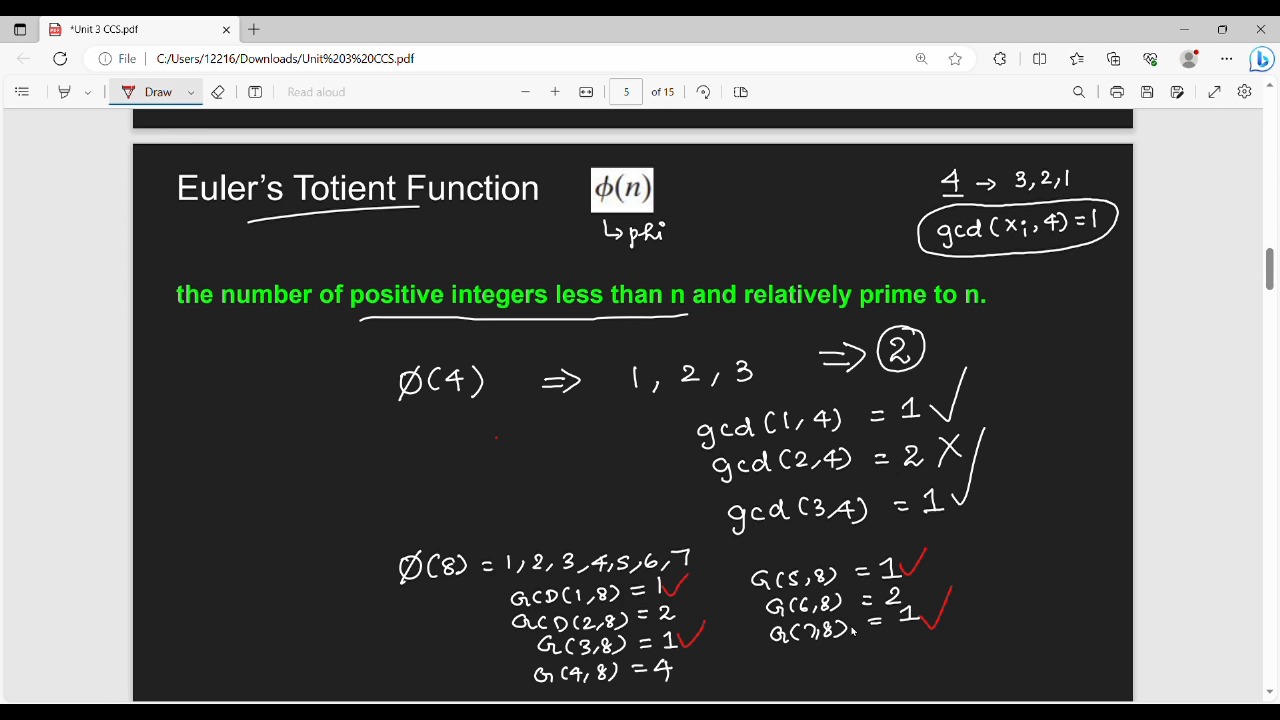 *Unit 3 CCS.pdf
File C:/Users/12216/Downloads/Unit%203%20CCS.pdf
Draw Read aloud 5 of 15
Euler's Totient Function ϕ(n)
↳phi
4 → 3,2,1
gcd(xi,4)=1
the number of positive integers less than n and relatively prime to n.
Ø(4) ⇒ 1, 2, 3 ⇒ 2
gcd(1,4) = 1 ✓
gcd(2,4) = 2 X
gcd(3,4) = 1 ✓
Ø(8) = 1,2,3,4,5,6,7
GCD(1,8) = 1 ✓
GCD(2,8) = 2
G(3,8) = 1 ✓
G(4,8) = 4
G(5,8) = 1 ✓
G(6,8) = 2
G(7,8) = 1 ✓